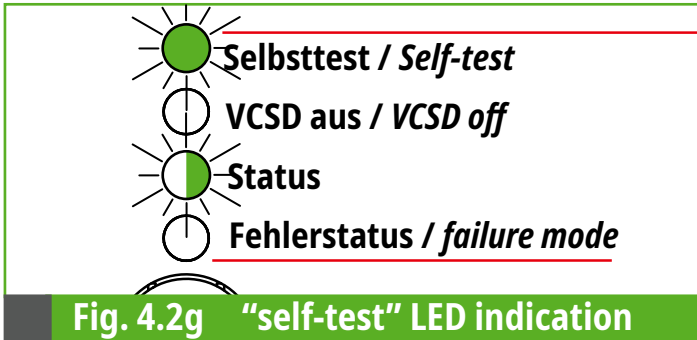 Selbsttest / Self-test
VCSD aus / VCSD off
Status
Fehlerstatus / failure mode
Fig. 4.2g “self-test” LED indication